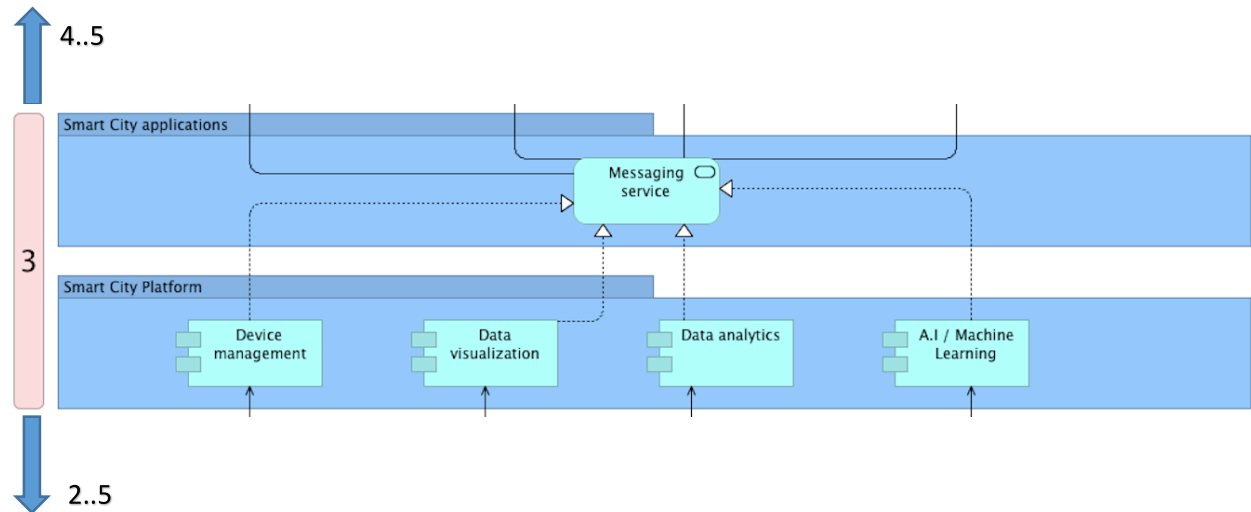 4..5
Smart City applications
Messaging
service
3
Smart City Platform
Device
management
Data
visualization
Data analytics
A.I / Machine
Learning
2..5